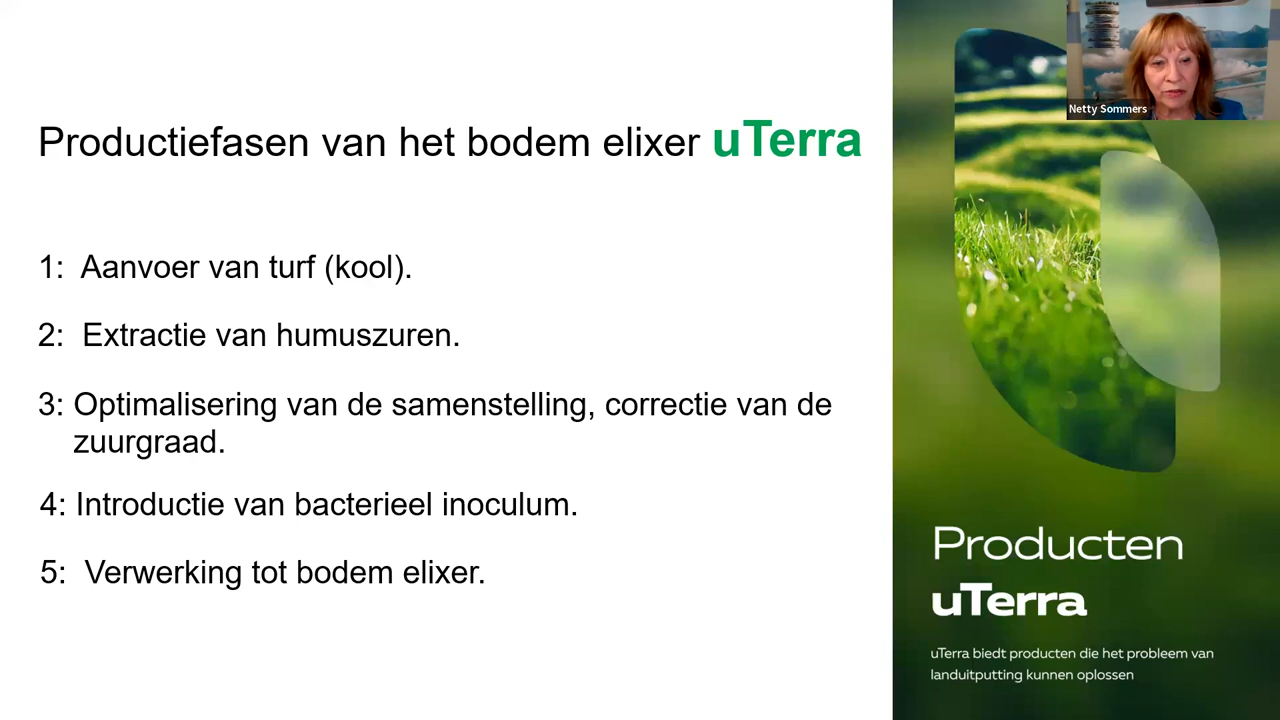 Productiefasen van het bodem elixer uTerra
1: Aanvoer van turf (kool).
2: Extractie van humuszuren.
3: Optimalisering van de samenstelling, correctie van de
zuurgraad.
4: Introductie van bacterieel inoculum.
5: Verwerking tot bodem elixer.
Netty Sommers
Producten
uTerra
uTerra biedt producten die het probleem van
landuitputting kunnen oplossen